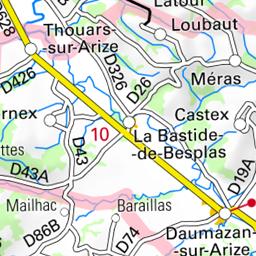 Latour
Loubaut
Thouars-
-sur-Arize
D628
D426
D326
D26
Méras
Castex
ernex
10
La Bastide-
-de-Besplas
ttes
D43
D43A
D19A
Mailhac
Baraillas
D86B
D74
Daumazan-
-sur-Arize